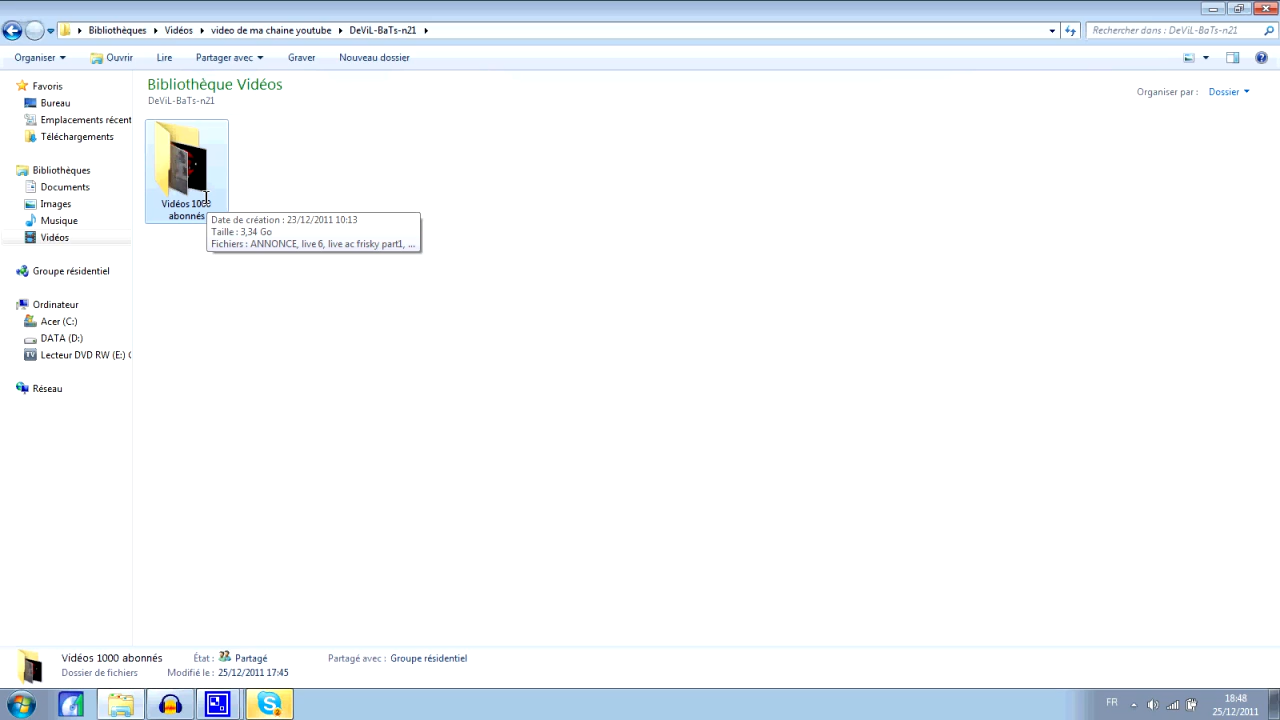 Bibliothèques Vidéos video de ma chaine youtube DeViL-BaTs-n21
Rechercher dans : DeViL-BaTs-n21
Organiser Ouvrir Lire Partager avec Graver Nouveau dossier
Favoris
Bureau
Emplacements récent
Téléchargements
Bibliothèques
Documents
Images
Musique
Vidéos
Groupe résidentiel
Ordinateur
Acer (C:)
DATA (D:)
Lecteur DVD RW (E:) C
Réseau
Bibliothèque Vidéos
DeViL-BaTs-n21
Organiser par : Dossier
Vidéos 1000
abonnés
Date de création : 23/12/2011 10:13
Taille : 3,34 Go
Fichiers : ANNONCE, live 6, live ac frisky part1, ...
Vidéos 1000 abonnés État : Partagé Partagé avec : Groupe résidentiel
Dossier de fichiers Modifié le : 25/12/2011 17:45
FR
18:48
25/12/2011